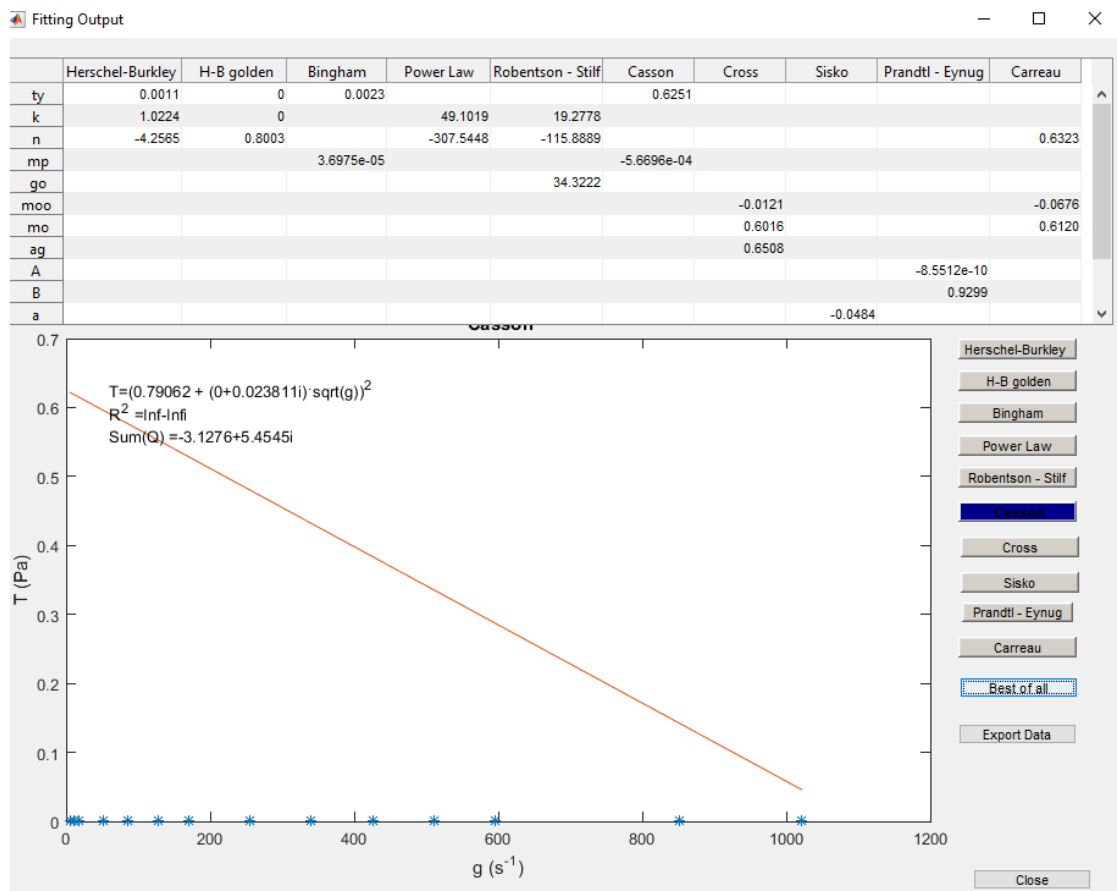 Fitting Output
Herschel-Burkley H-B golden Bingham Power Law Robentson - Stilf Casson Cross Sisko Prandtl - Eynug Carreau
ty 0.0011 0 0.0023 0.6251
k 1.0224 0 49.1019 19.2778
n -4.2565 0.8003 -307.5448 -115.8889 0.6323
mp 3.6975e-05 -5.6696e-04
go 34.3222
moo -0.0121 -0.0676
mo 0.6016 0.6120
ag 0.6508
A -8.5512e-10
B 0.9299
a -0.0484
Casson
T=(0.79062 + (0+0.023811i)·sqrt(g))²
R² =Inf-Infi
Sum(Q) =-3.1276+5.4545i
0.7
0.6
0.5
0.4
0.3
0.2
0.1
0
T (Pa)
0 200 400 600 800 1000 1200
g (s⁻¹)
Herschel-Burkley
H-B golden
Bingham
Power Law
Robentson - Stilf
Casson
Cross
Sisko
Prandtl - Eynug
Carreau
Best of all
Export Data
Close